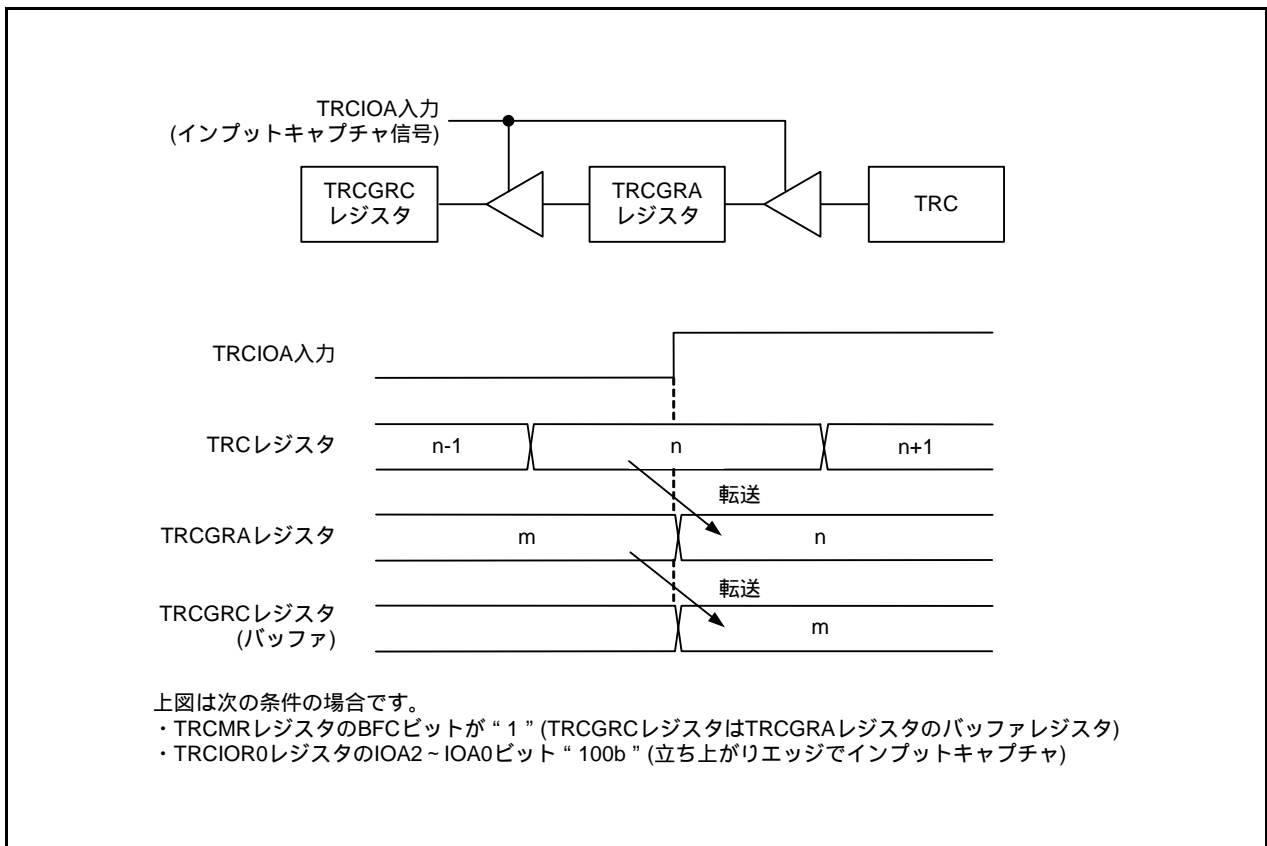 TRCIOA入力
(インプットキャプチャ信号)
TRCGRC
レジスタ
TRCGRA
レジスタ
TRC
TRCIOA入力
TRCレジスタ
n-1
n
n+1
転送
TRCGRAレジスタ
m
n
転送
TRCGRCレジスタ
(バッファ)
m
上図は次の条件の場合です。
・TRCMRレジスタのBFCビットが“1”(TRCGRCレジスタはTRCGRAレジスタのバッファレジスタ)
・TRCIOR0レジスタのIOA2~IOA0ビット“100b”(立ち上がりエッジでインプットキャプチャ)